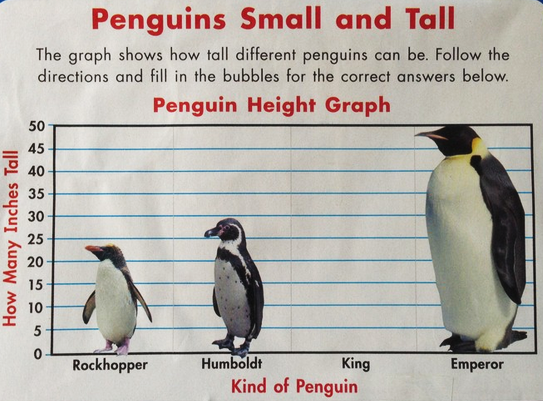 Penguins Small and Tall
The graph shows how tall different penguins can be. Follow the
directions and fill in the bubbles for the correct answers below.
Penguin Height Graph
How Many Inches Tall
50
45
40
35
30
25
20
15
10
5
0
Rockhopper Humboldt King Emperor
Kind of Penguin